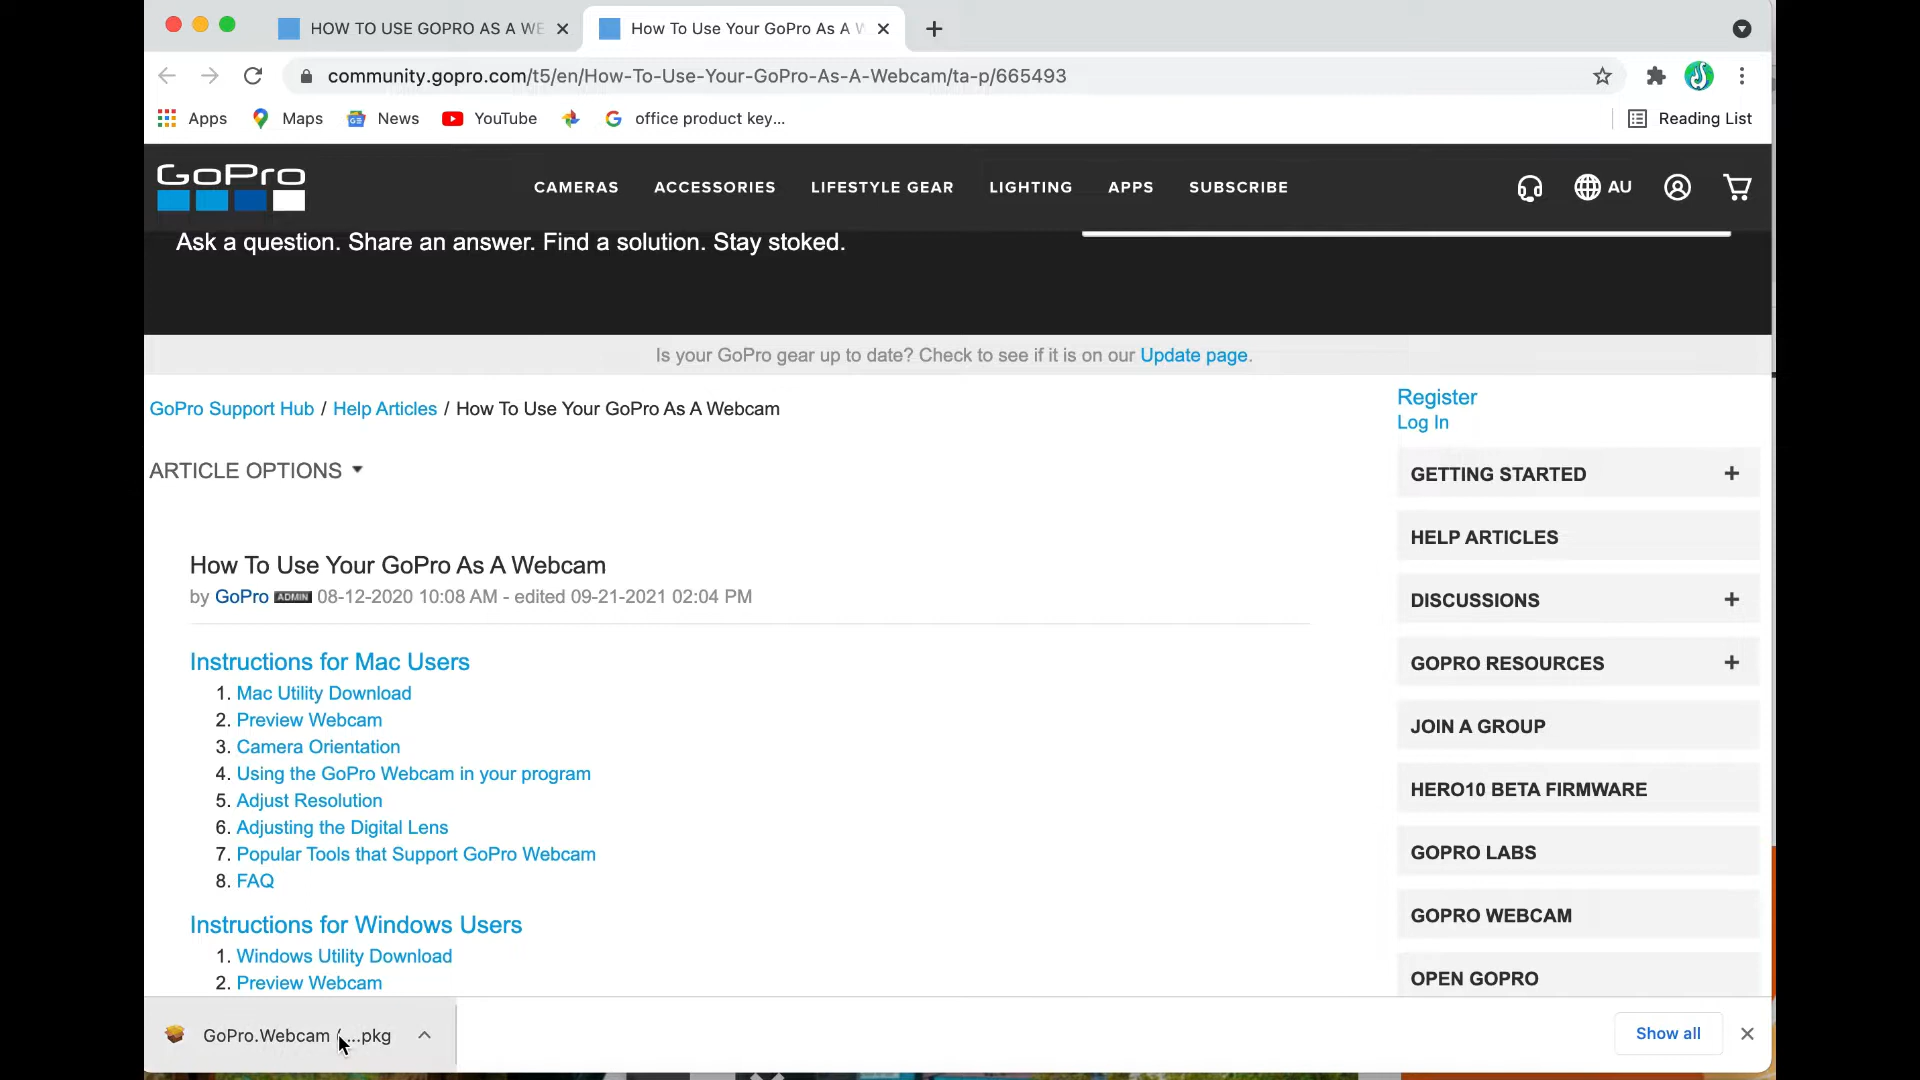 HOW TO USE GOPRO AS A WE
How To Use Your GoPro As A W
community.gopro.com/t5/en/How-To-Use-Your-GoPro-As-A-Webcam/ta-p/665493
Apps
Maps
News
YouTube
office product key...
Reading List
GoPro
CAMERAS
ACCESSORIES
LIFESTYLE GEAR
LIGHTING
APPS
SUBSCRIBE
AU
Ask a question. Share an answer. Find a solution. Stay stoked.
Is your GoPro gear up to date? Check to see if it is on our Update page.
GoPro Support Hub / Help Articles / How To Use Your GoPro As A Webcam
Register
Log In
ARTICLE OPTIONS
How To Use Your GoPro As A Webcam
by GoPro ADMIN 08-12-2020 10:08 AM - edited 09-21-2021 02:04 PM
Instructions for Mac Users
1. Mac Utility Download
2. Preview Webcam
3. Camera Orientation
4. Using the GoPro Webcam in your program
5. Adjust Resolution
6. Adjusting the Digital Lens
7. Popular Tools that Support GoPro Webcam
8. FAQ
Instructions for Windows Users
1. Windows Utility Download
2. Preview Webcam
GETTING STARTED +
HELP ARTICLES
DISCUSSIONS +
GOPRO RESOURCES +
JOIN A GROUP
HERO10 BETA FIRMWARE
GOPRO LABS
GOPRO WEBCAM
OPEN GOPRO
GoPro.Webcam (...pkg
Show all